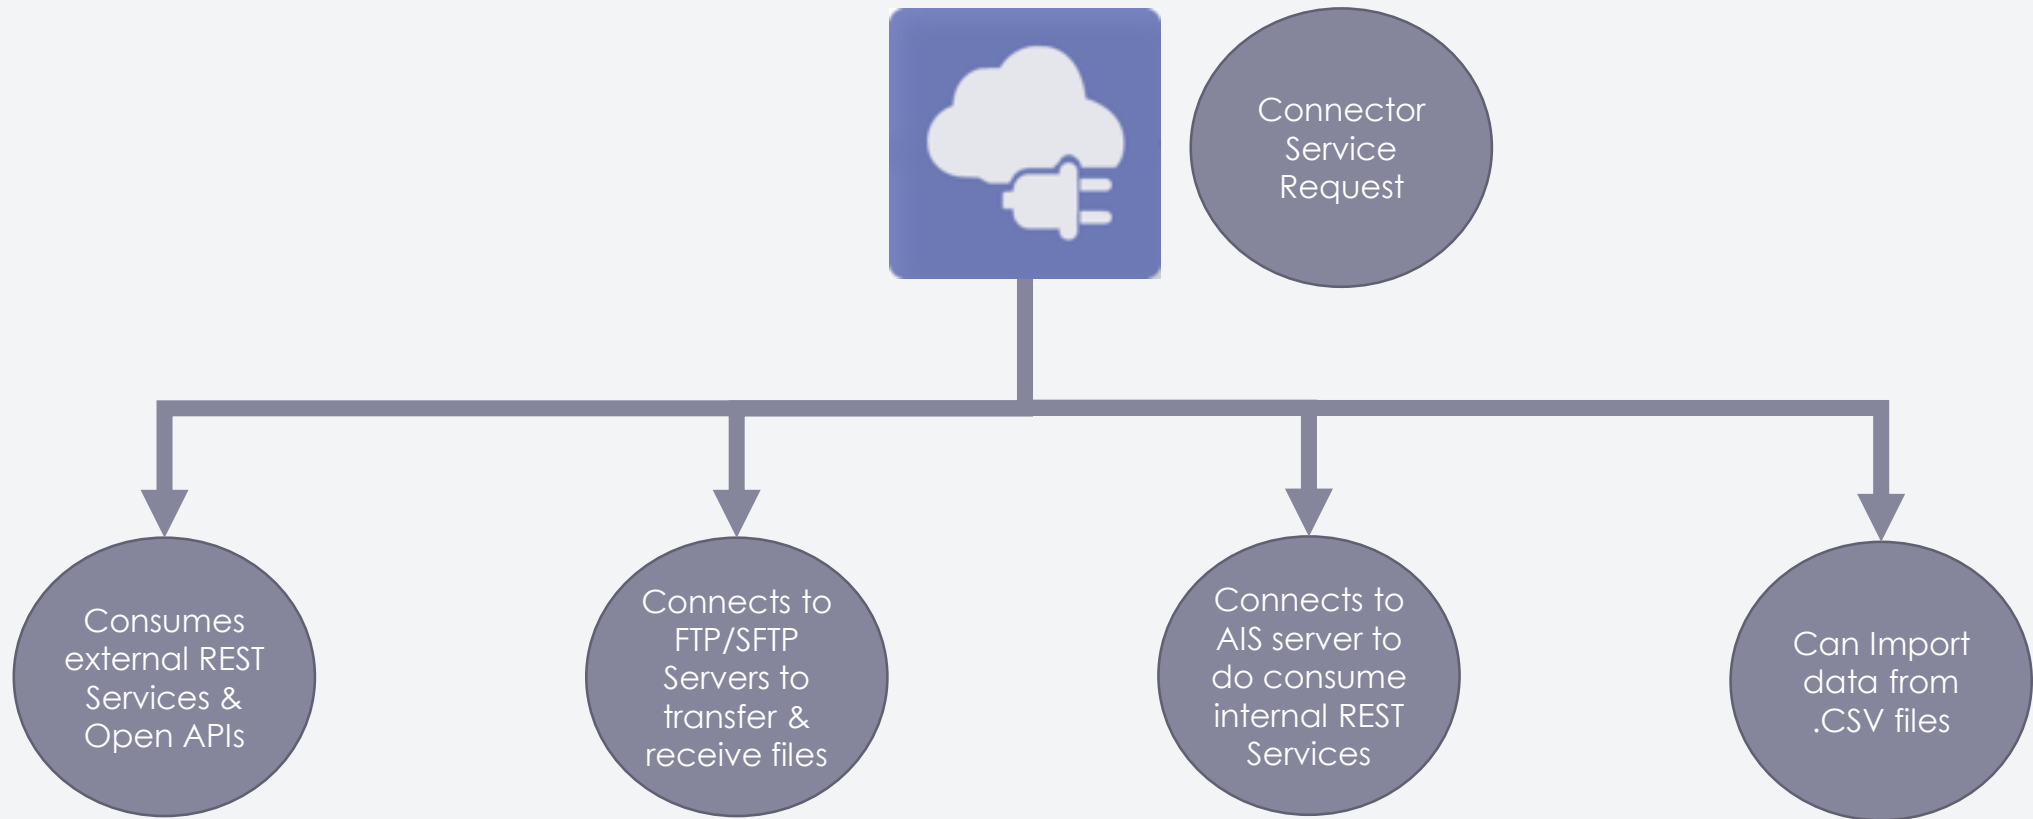 Connector
Service
Request
Consumes
external REST
Services &
Open APIs
Connects to
FTP/SFTP
Servers to
transfer &
receive files
Connects to
AIS server to
do consume
internal REST
Services
Can Import
data from
.CSV files